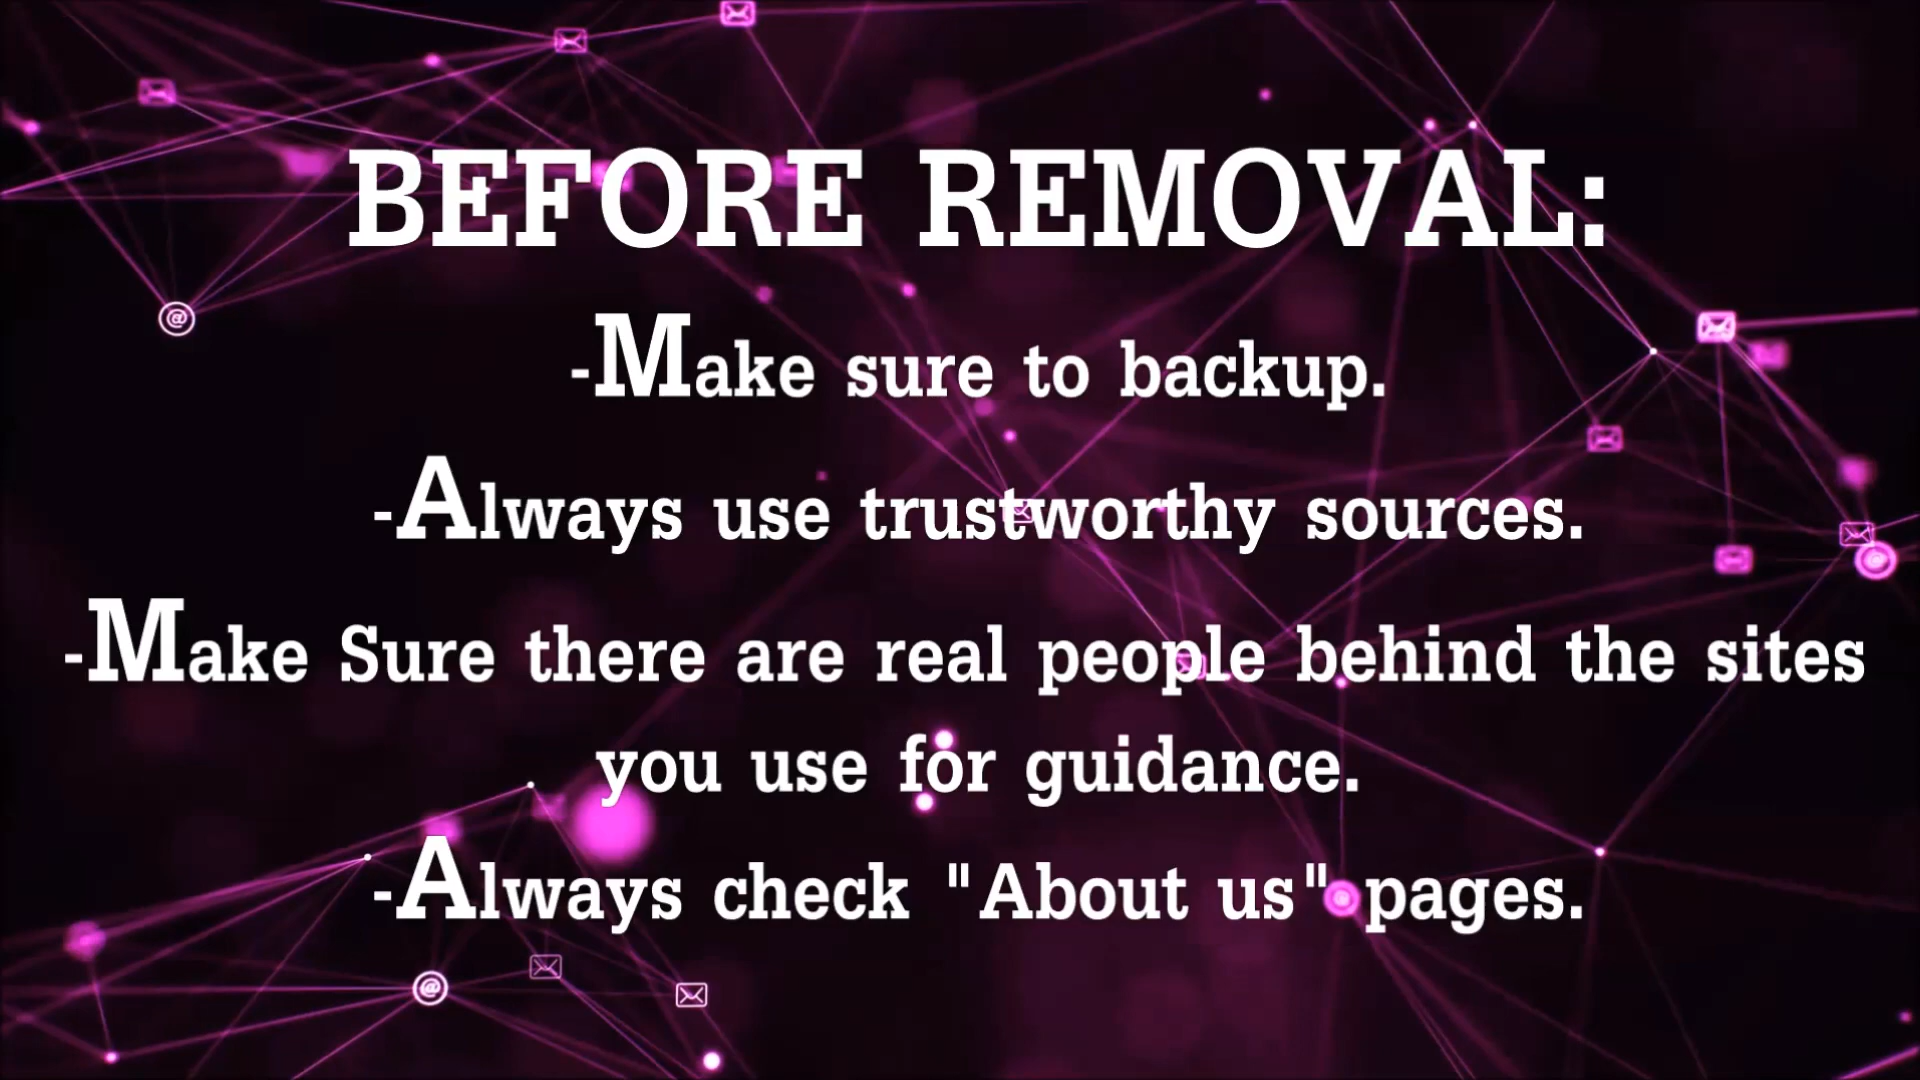 BEFORE REMOVAL:
-Make sure to backup.
-Always use trustworthy sources.
-Make Sure there are real people behind the sites
you use for guidance.
-Always check "About us" pages.